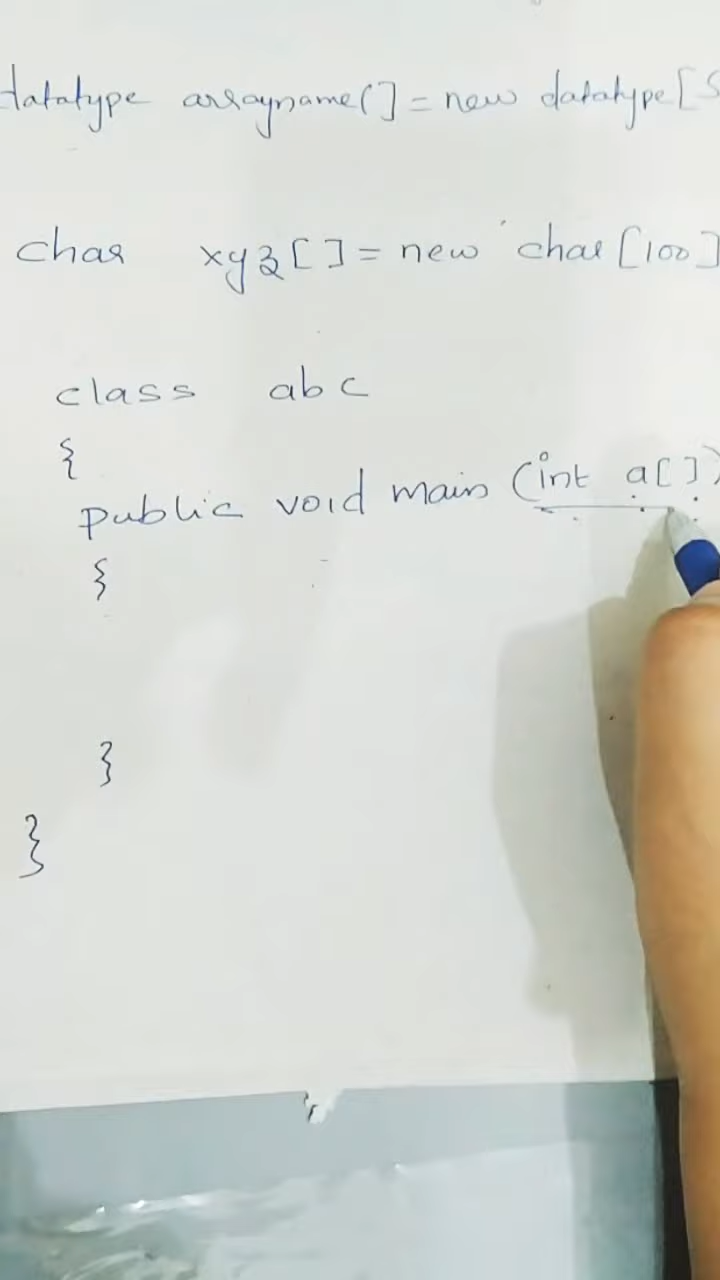 datatype arrayname[] = new datatype[S
char xyz[] = new char[100]
class abc
{
public void main (int a[])
{
}
}